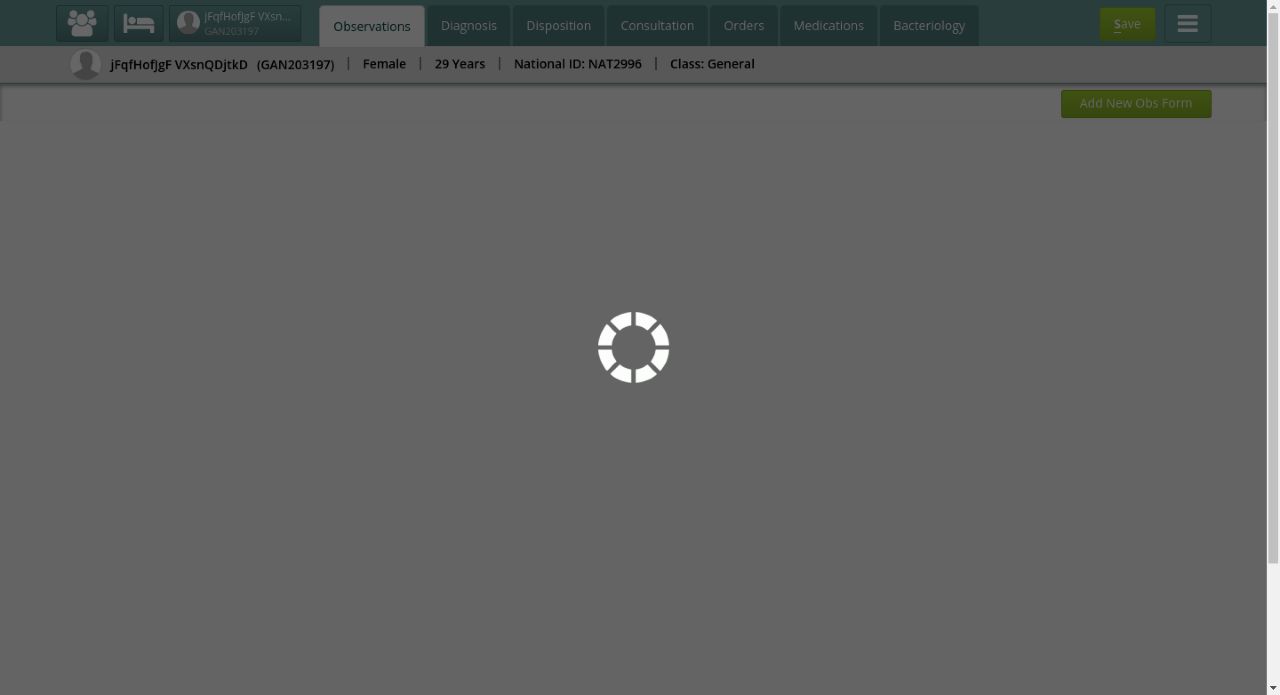 jFqfHofJgF VXsn...
GAN203197
Observations
Diagnosis
Disposition
Consultation
Orders
Medications
Bacteriology
Save
jFqfHofJgF VXsnQDjtkD (GAN203197) | Female | 29 Years | National ID: NAT2996 | Class: General
Add New Obs Form